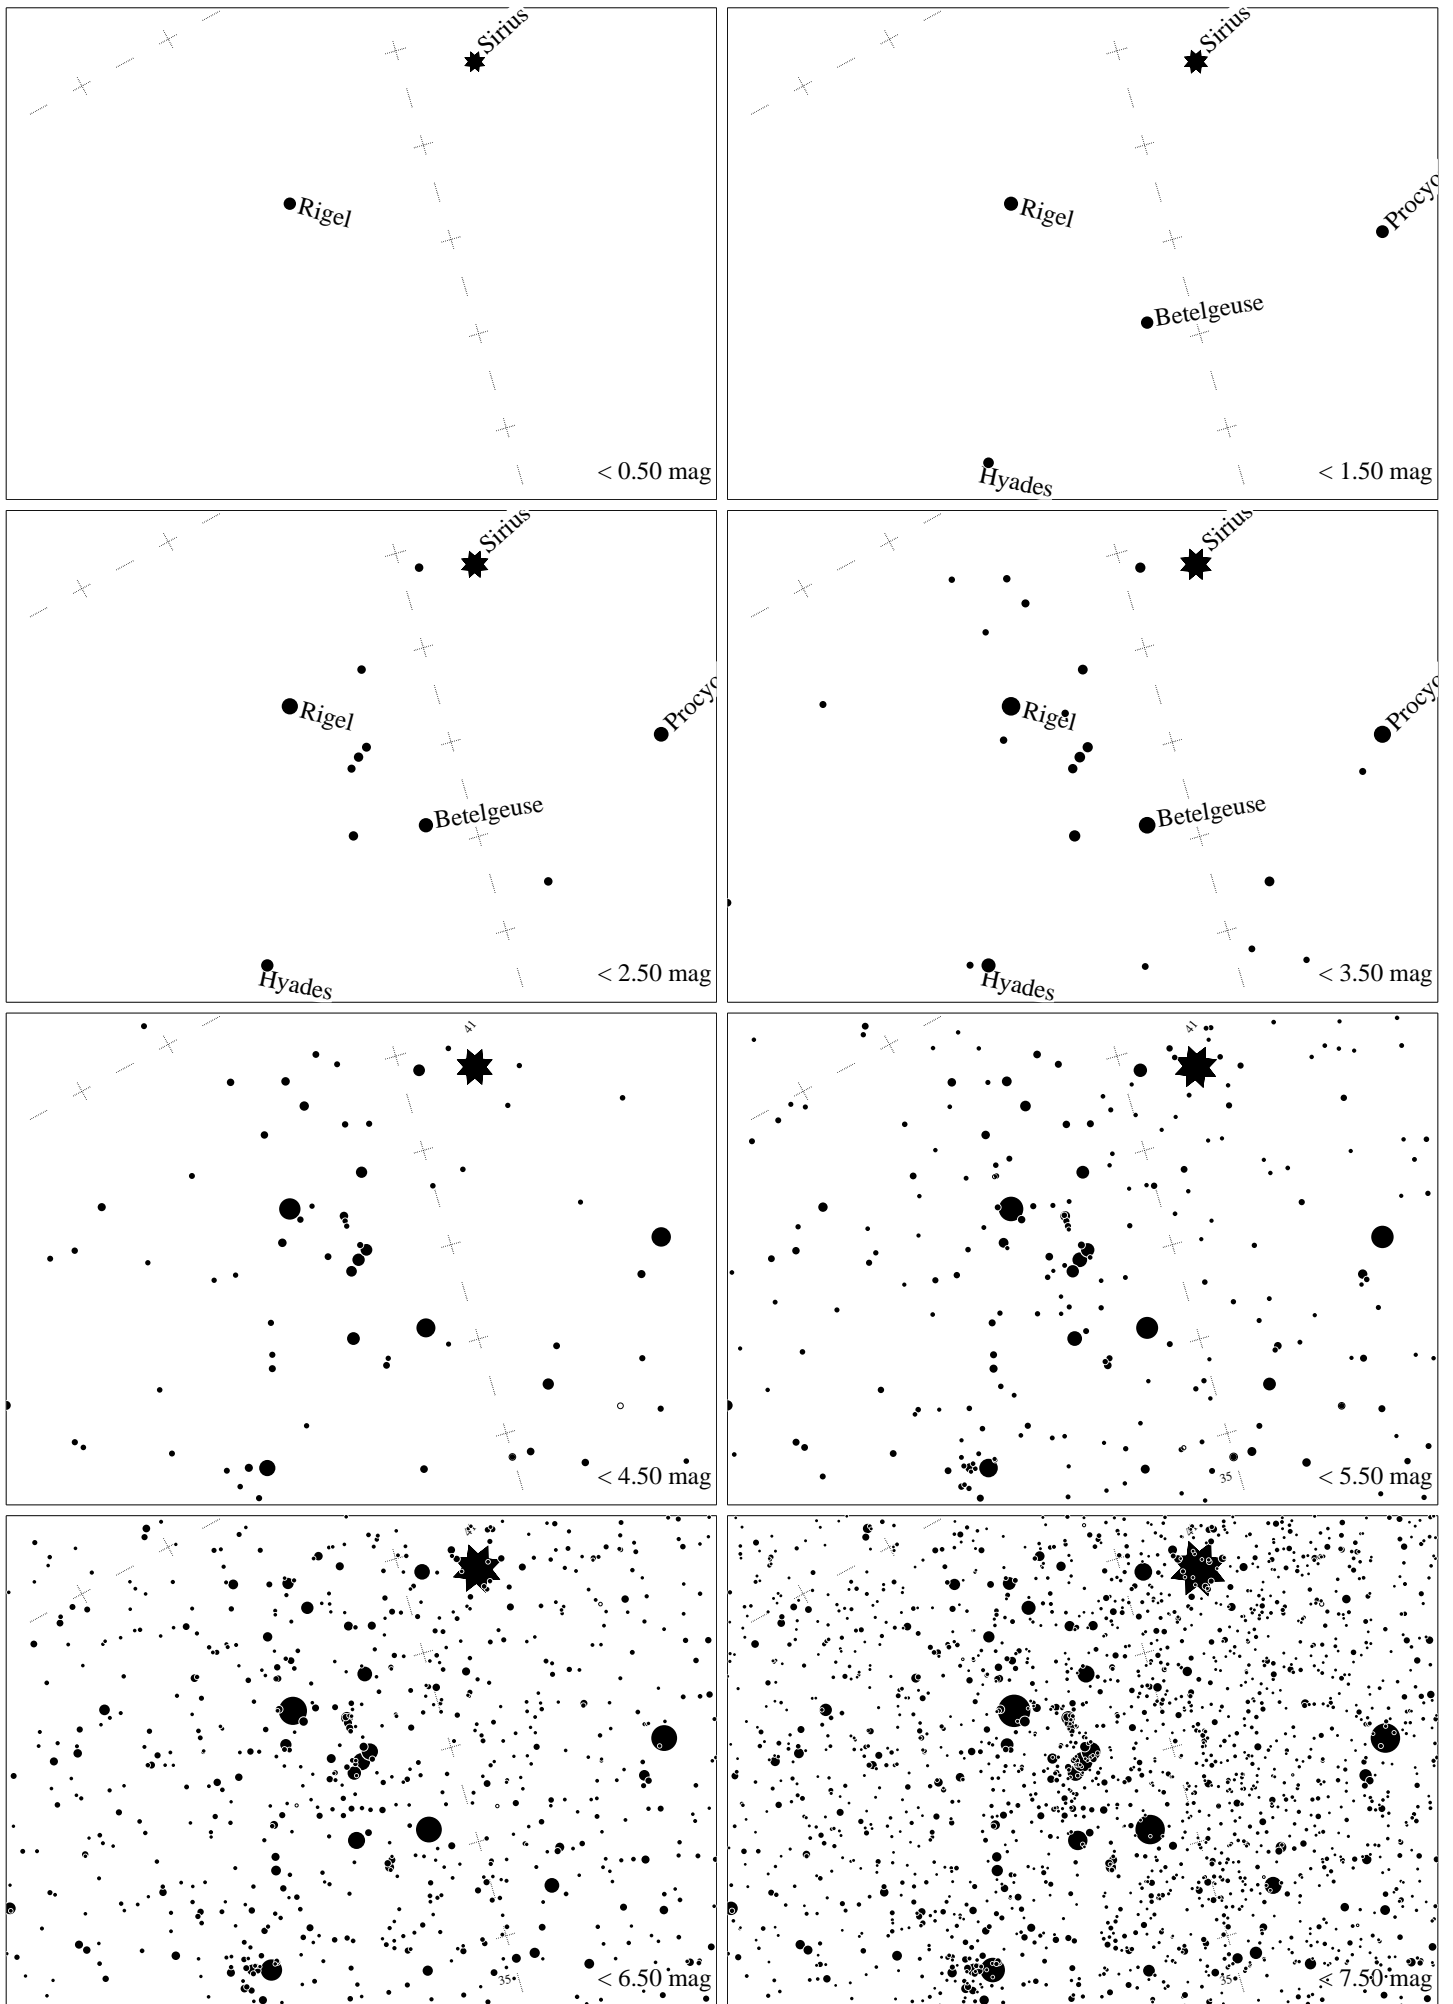 Sirius
Rigel
< 0.50 mag
Sirius
Procyo
Rigel
Betelgeuse
Hyades
< 1.50 mag
Sirius
Procyo
Rigel
Betelgeuse
Hyades
< 2.50 mag
Sirius
Procyo
Rigel
Betelgeuse
Hyades
< 3.50 mag
41
< 4.50 mag
41
35
< 5.50 mag
35
< 6.50 mag
35
< 7.50 mag